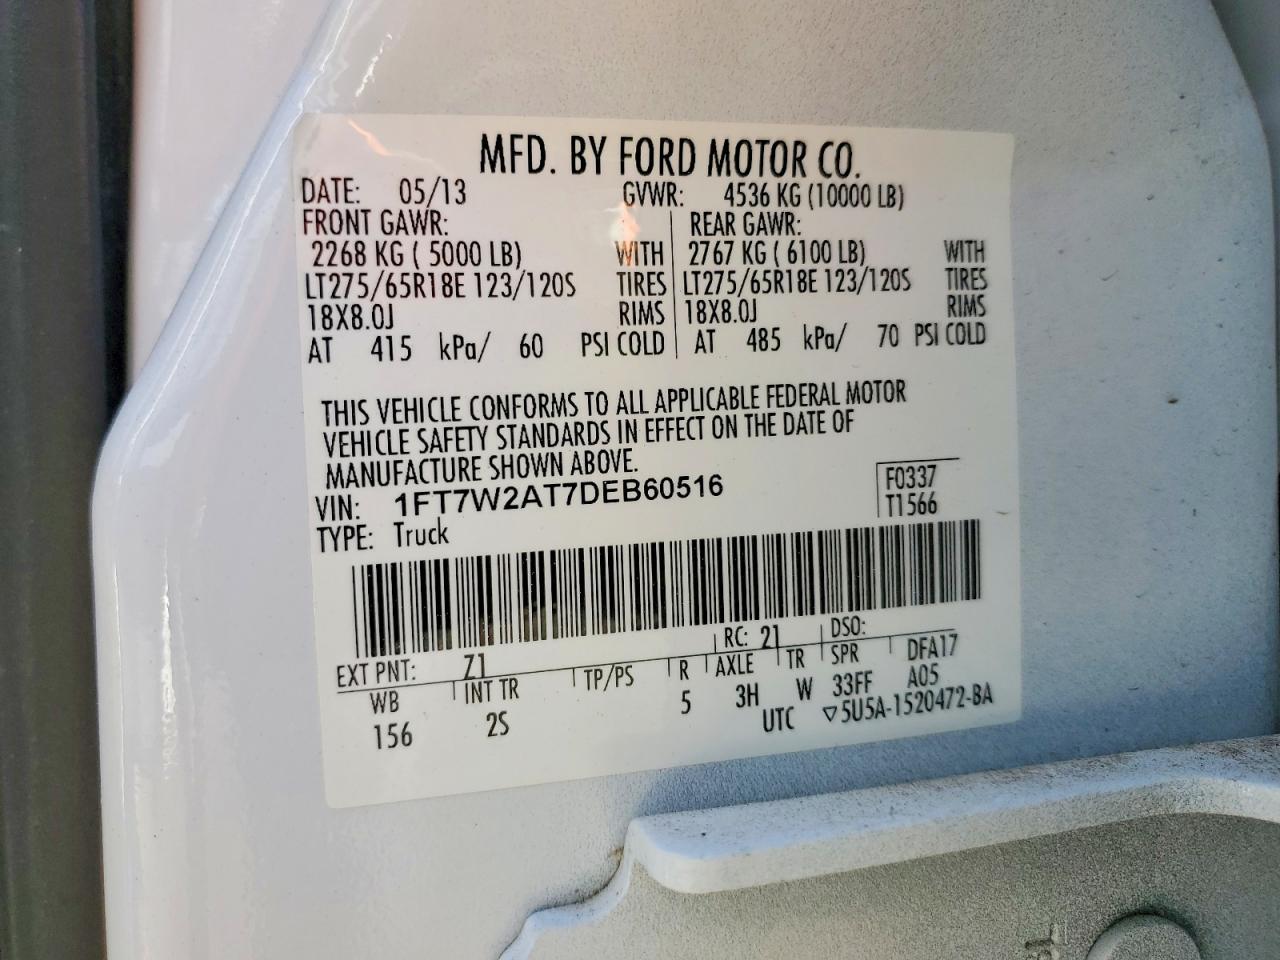 MFD. BY FORD MOTOR CO.
DATE: 05/13 GVWR: 4536 KG (10000 LB)
FRONT GAWR: REAR GAWR:
2268 KG ( 5000 LB) WITH 2767 KG ( 6100 LB) WITH
LT275/65R18E 123/120S TIRES LT275/65R18E 123/120S TIRES
18X8.0J RIMS 18X8.0J RIMS
AT 415 kPa/ 60 PSI COLD AT 485 kPa/ 70 PSI COLD
THIS VEHICLE CONFORMS TO ALL APPLICABLE FEDERAL MOTOR
VEHICLE SAFETY STANDARDS IN EFFECT ON THE DATE OF
MANUFACTURE SHOWN ABOVE.
VIN: 1FT7W2AT7DEB60516 F0337
TYPE: Truck T1566
EXT PNT: Z1 RC: 21 DSO:
WB INT TR TP/PS R AXLE TR SPR DFA17
156 2S 5 3H W 33FF A05
UTC ▽5U5A-1520472-BA